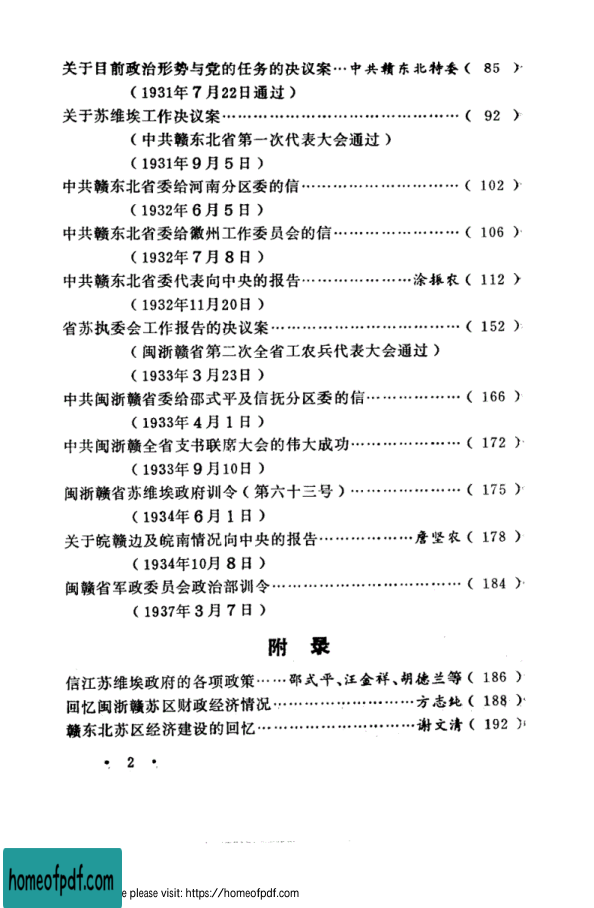 关于目前政治形势与党的任务的决议案…中共赣东北特委（85）
（1931年7月22日通过）
关于苏维埃工作决议案……………………………………（92）
（中共赣东北省第一次代表大会通过）
（1931年9月5日）
中共赣东北省委给河南分区委的信…………………………（102）
（1932年6月5日）
中共赣东北省委给徽州工作委员会的信……………………（106）
（1932年7月8日）
中共赣东北省委代表向中央的报告…………………涂振农（112）
（1932年11月20日）
省苏执委会工作报告的决议案………………………………（152）
（闽浙赣省第二次全省工农兵代表大会通过）
（1933年3月23日）
中共闽浙赣省委给邵式平及信抚分区委的信………………（166）
（1933年4月1日）
中共闽浙赣全省支书联席大会的伟大成功…………………（172）
（1933年9月10日）
闽浙赣省苏维埃政府训令（第六十三号）…………………（175）
（1934年6月1日）
关于皖赣边及皖南情况向中央的报告………………詹坚农（178）
（1934年10月8日）
闽赣省军政委员会政治部训令………………………………（184）
（1937年3月7日）
附录
信江苏维埃政府的各项政策……邵式平、汪金祥、胡德兰等（186）
回忆闽浙赣苏区财政经济情况………………………方志纯（188）
赣东北苏区经济建设的回忆…………………………谢文清（192）
• 2 •
homeofpdf.com
e please visit: https://homeofpdf.com